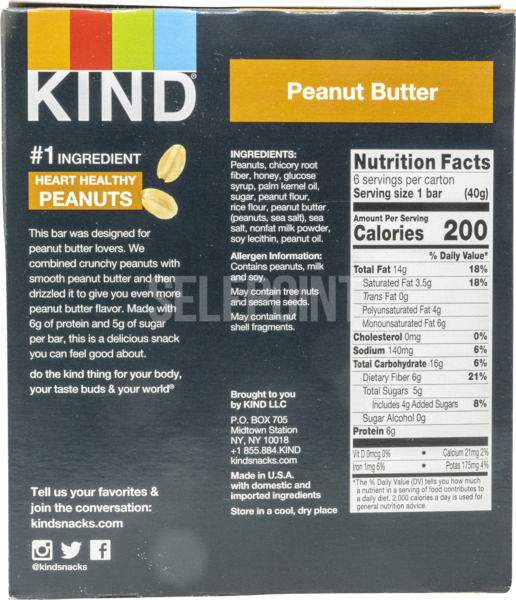 KIND®
Peanut Butter
#1 INGREDIENT
HEART HEALTHY
PEANUTS
This bar was designed for
peanut butter lovers. We
combined crunchy peanuts with
smooth peanut butter and then
drizzled it to give you even more
peanut butter flavor. Made with
6g of protein and 5g of sugar
per bar, this is a delicious snack
you can feel good about.
do the kind thing for your body,
your taste buds & your world®
Tell us your favorites &
join the conversation:
kindsnacks.com
@kindsnacks
INGREDIENTS:
Peanuts, chicory root
fiber, honey, glucose
syrup, palm kernel oil,
sugar, peanut flour,
rice flour, peanut butter
(peanuts, sea salt), sea
salt, nonfat milk powder,
soy lecithin, peanut oil.
Allergen Information:
Contains peanuts, milk
and soy.
May contain tree nuts
and sesame seeds.
May contain nut
shell fragments.
Brought to you
by KIND LLC
P.O. BOX 705
Midtown Station
NY, NY 10018
+1 855.884.KIND
kindsnacks.com
Made in U.S.A.
with domestic and
imported ingredients
Store in a cool, dry place
Nutrition Facts
6 servings per carton
Serving size 1 bar (40g)
Amount Per Serving
Calories 200
% Daily Value*
Total Fat 14g 18%
Saturated Fat 3.5g 18%
Trans Fat 0g
Polyunsaturated Fat 4g
Monounsaturated Fat 6g
Cholesterol 0mg 0%
Sodium 140mg 6%
Total Carbohydrate 16g 6%
Dietary Fiber 6g 21%
Total Sugars 5g
Includes 4g Added Sugars 8%
Sugar Alcohol 0g
Protein 6g
Vit D 0mcg 0% • Calcium 21mg 2%
Iron 1mg 6% • Potas 175mg 4%
*The % Daily Value (DV) tells you how much
a nutrient in a serving of food contributes to
a daily diet. 2,000 calories a day is used for
general nutrition advice.